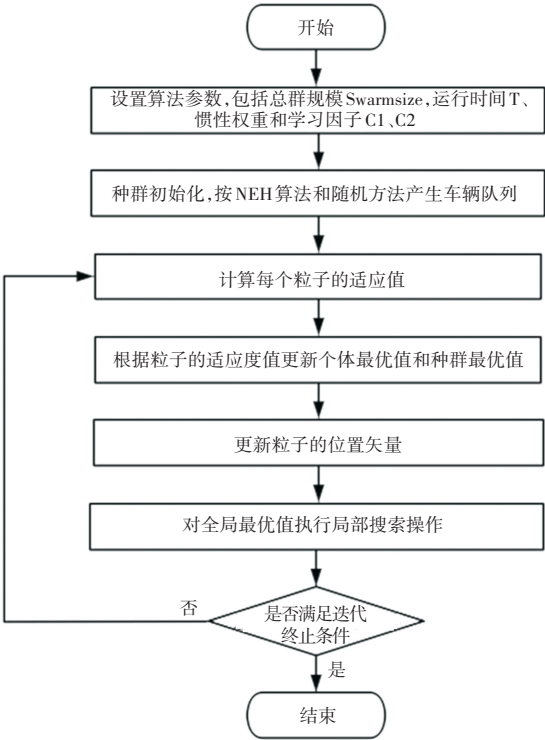 开始
设置算法参数,包括总群规模Swarmsize,运行时间T、
惯性权重和学习因子C1、C2
种群初始化,按NEH算法和随机方法产生车辆队列
计算每个粒子的适应值
根据粒子的适应度值更新个体最优值和种群最优值
更新粒子的位置矢量
对全局最优值执行局部搜索操作
否
是否满足迭代
终止条件
是
结束